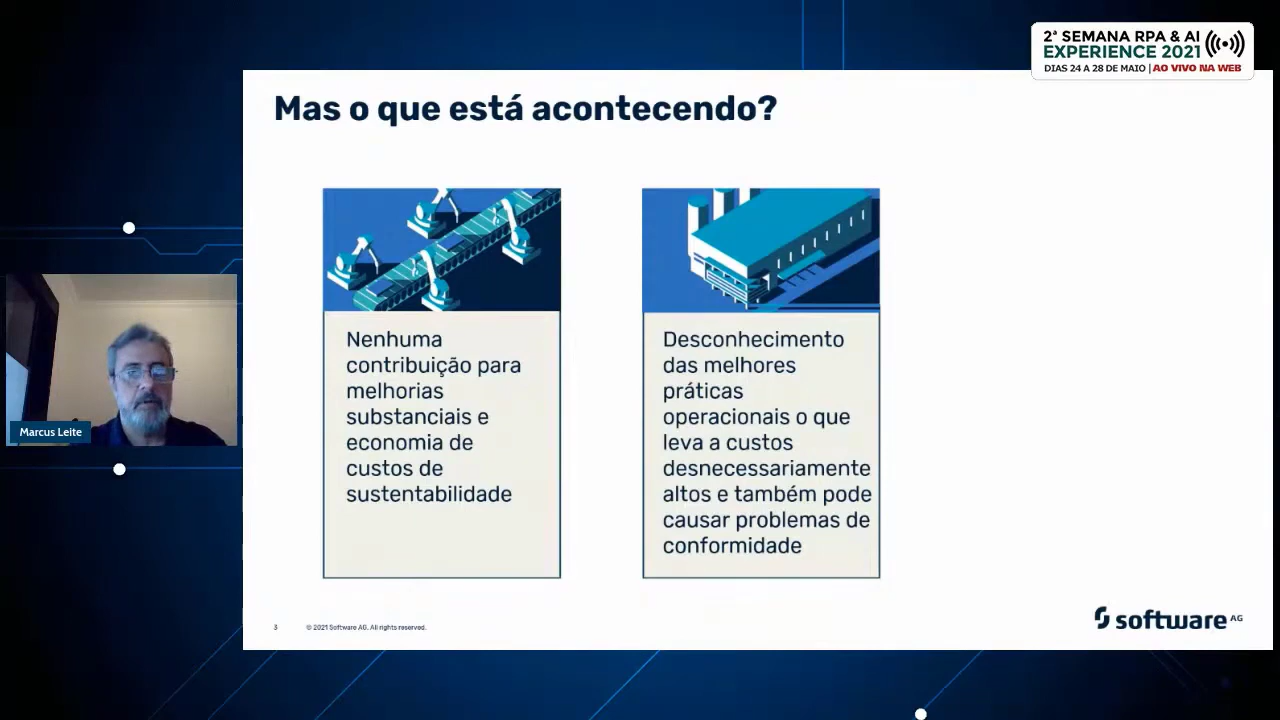 2ª SEMANA RPA & AI
EXPERIENCE 2021
DIAS 24 A 28 DE MAIO | AO VIVO NA WEB
Mas o que está acontecendo?
Nenhuma
contribuição para
melhorias
substanciais e
economia de
custos de
sustentabilidade
Desconhecimento
das melhores
práticas
operacionais o que
leva a custos
desnecessariamente
altos e também pode
causar problemas de
conformidade
Marcus Leite
3
© 2021 Software AG. All rights reserved.
software AG